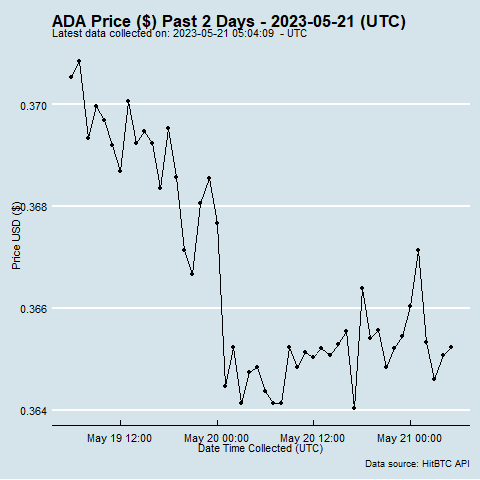 ADA Price ($) Past 2 Days - 2023-05-21 (UTC)
Latest data collected on: 2023-05-21 05:04:09 - UTC
0.370
0.368
Price USD ($)
0.366
0.364
May 19 12:00 May 20 00:00 May 20 12:00 May 21 00:00
Date Time Collected (UTC)
Data source: HitBTC API